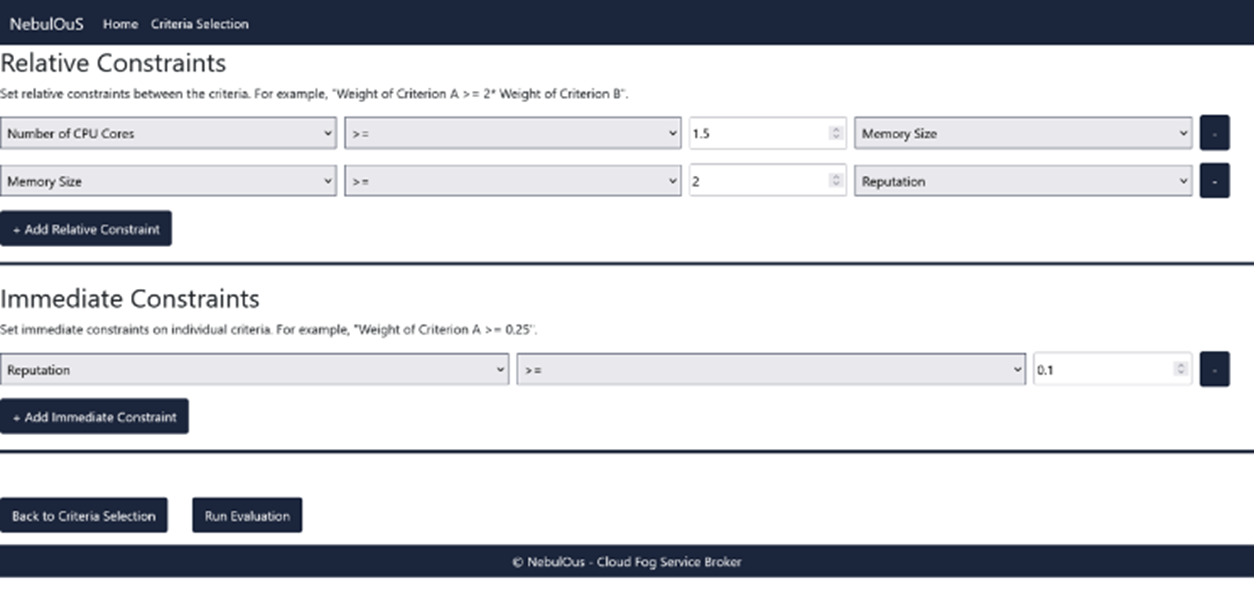 NebulOuS Home Criteria Selection
Relative Constraints
Set relative constraints between the criteria. For example, "Weight of Criterion A >= 2* Weight of Criterion B".
Number of CPU Cores >= 1.5 Memory Size -
Memory Size >= 2 Reputation -
+ Add Relative Constraint
Immediate Constraints
Set immediate constraints on individual criteria. For example, "Weight of Criterion A >= 0.25".
Reputation >= 0.1 -
+ Add Immediate Constraint
Back to Criteria Selection Run Evaluation
© NebulOus - Cloud Fog Service Broker